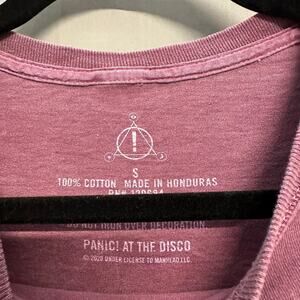 !
S
100% COTTON MADE IN HONDURAS
RN#
DO NOT IRON OVER DECORATION
PANIC! AT THE DISCO
© 2020 UNDER LICENSE TO MANHEAD LLC.